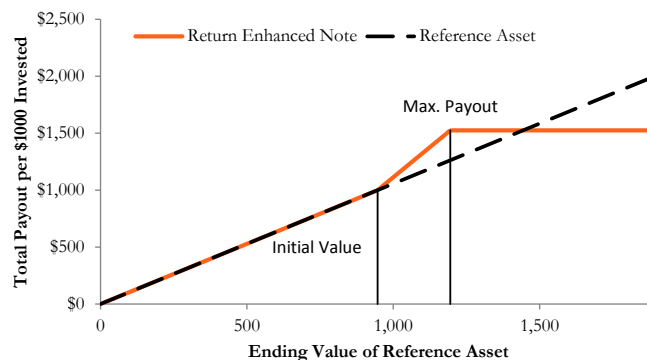 Return Enhanced Note
Reference Asset
Total Payout per $1000 Invested
$2,500
$2,000
$1,500
$1,000
$500
$0
Max. Payout
Initial Value
0
500
1,000
1,500
Ending Value of Reference Asset